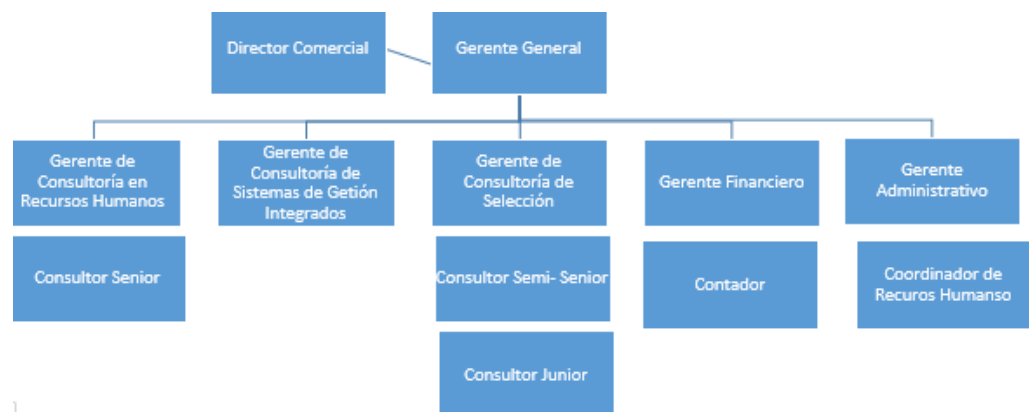 Director Comercial
Gerente General
Gerente de
Consultoría en
Recursos Humanos
Gerente de
Consultoría de
Sistemas de Getión
Integrados
Gerente de
Consultoría de
Selección
Gerente Financiero
Gerente
Administrativo
Consultor Senior
Consultor Semi- Senior
Contador
Coordinador de
Recuros Humanso
Consultor Junior